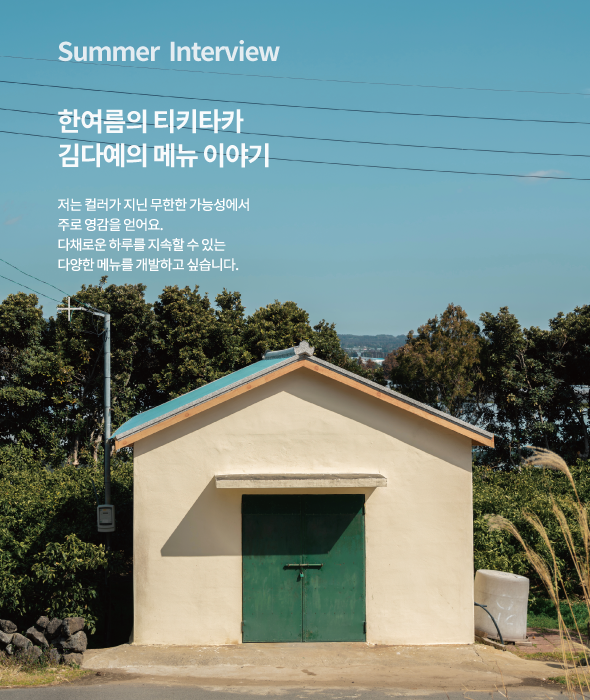 Summer Interview
한여름의 티키타카
김다예의 메뉴 이야기
저는 컬러가 지닌 무한한 가능성에서
주로 영감을 얻어요.
다채로운 하루를 지속할 수 있는
다양한 메뉴를 개발하고 싶습니다.